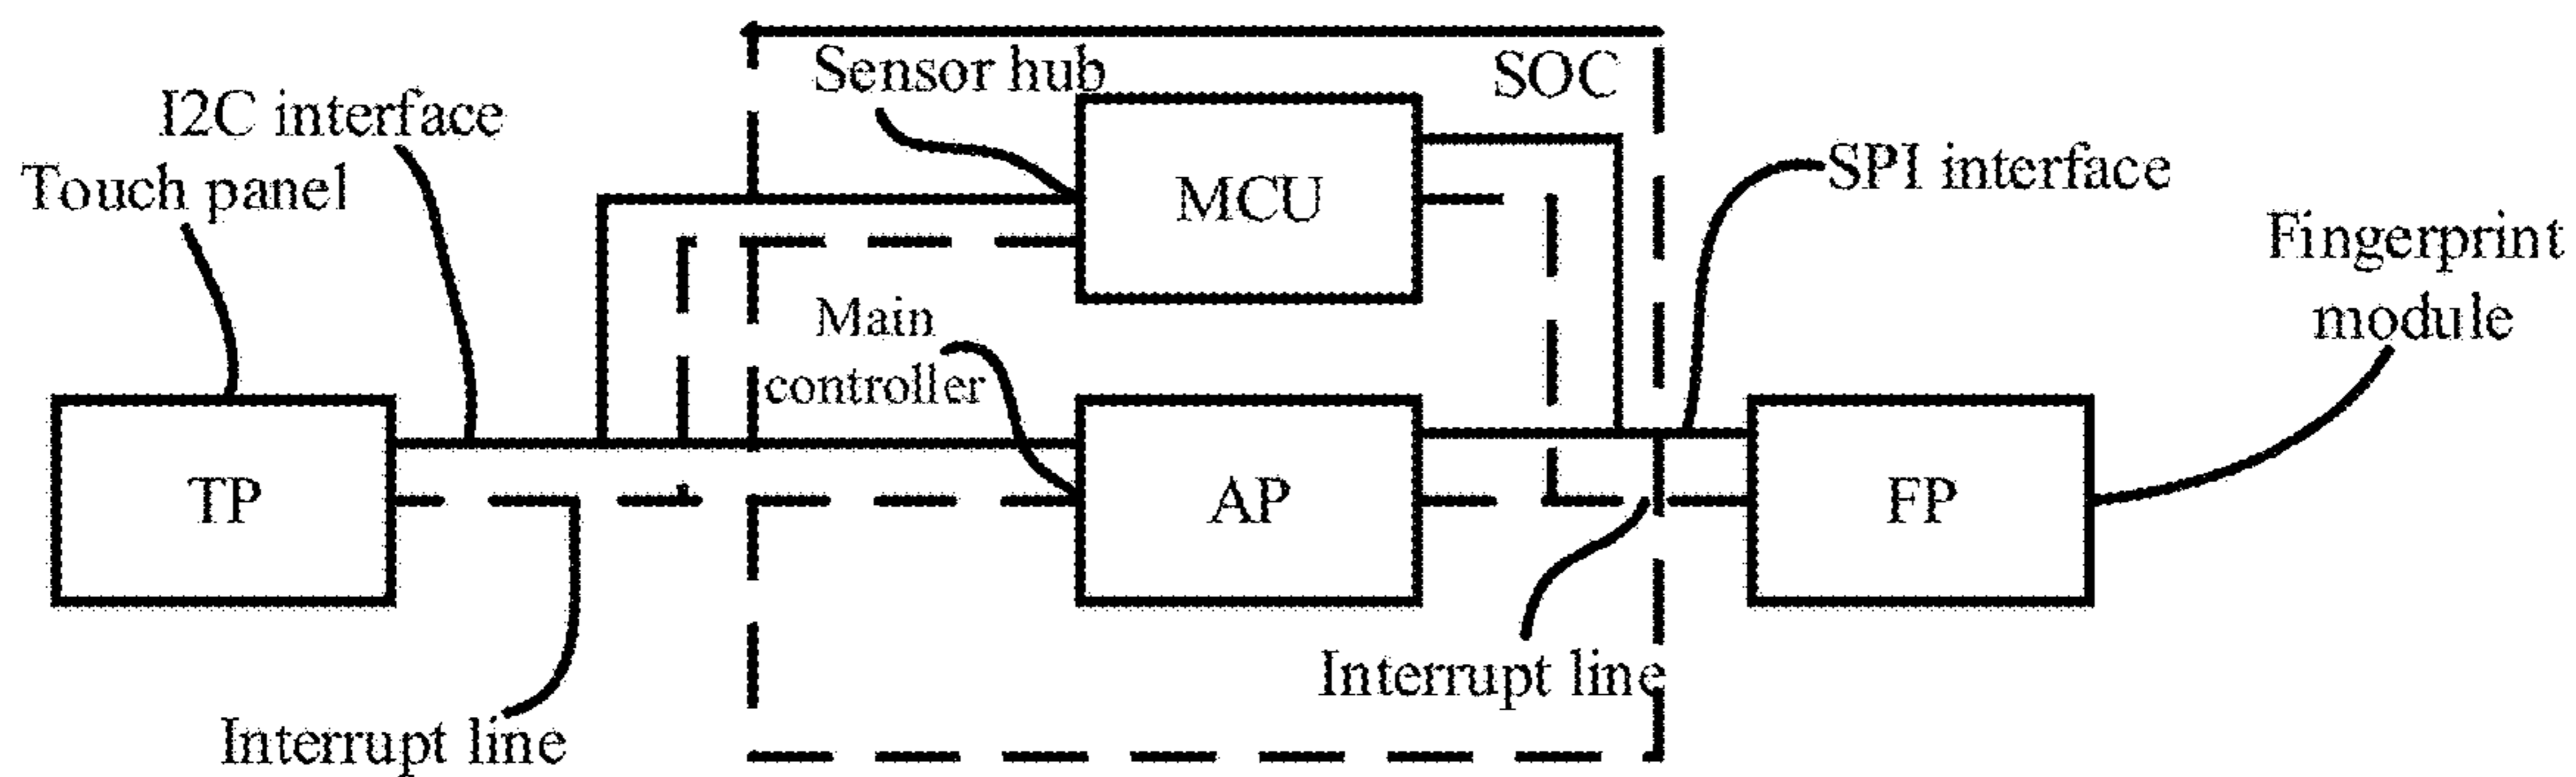 Sensor hub
SOC
I2C interface
Touch panel
MCU
SPI interface
Fingerprint
module
Main
controller
TP
AP
FP
Interrupt line
Interrupt line